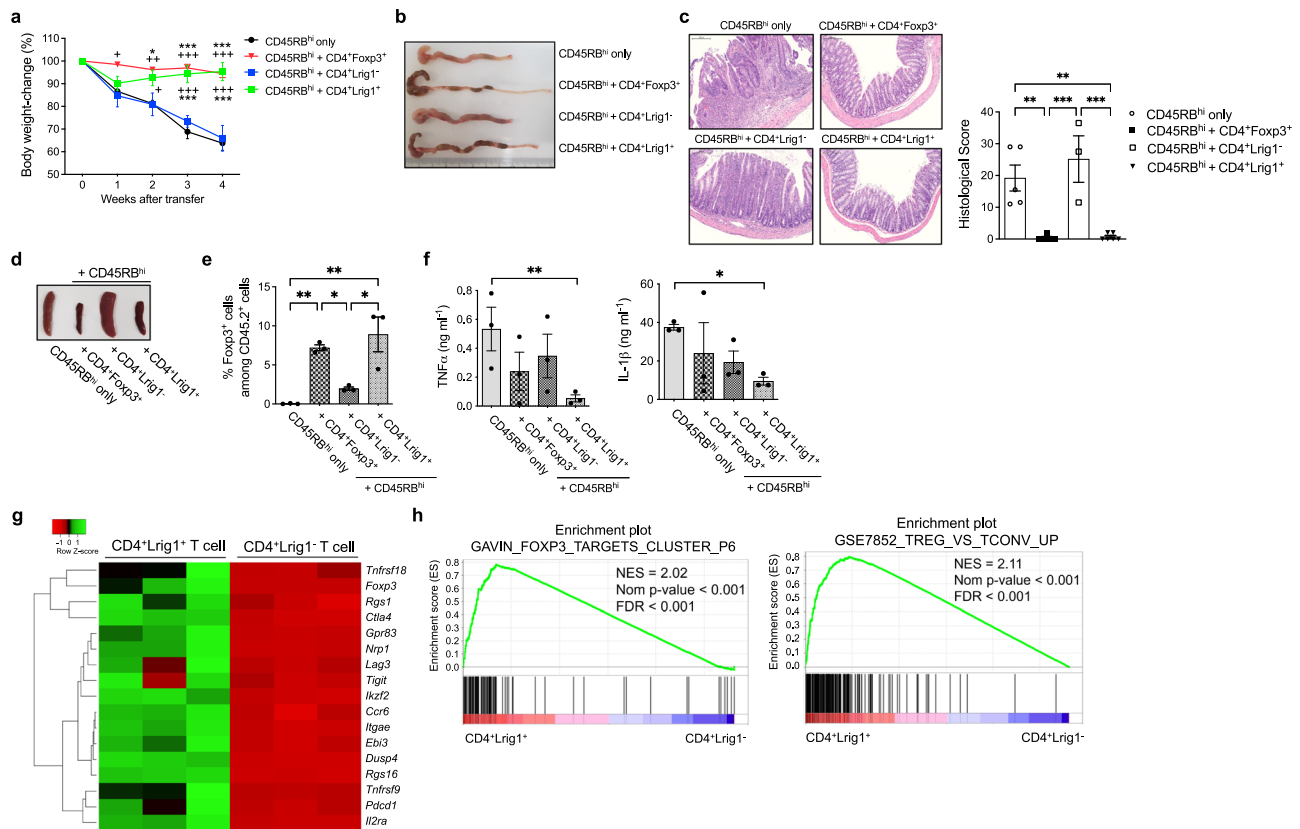 a
Body weight-change (%)
100
90
80
70
60
50
0
1
2
3
4
Weeks after transfer
+
*
++
***
+++
***
+++
+
+++
***
+++
***
CD45RBhi only
CD45RBhi + CD4+Foxp3+
CD45RBhi + CD4+Lrig1-
CD45RBhi + CD4+Lrig1+
b
CD45RBhi only
CD45RBhi + CD4+Foxp3+
CD45RBhi + CD4+Lrig1-
CD45RBhi + CD4+Lrig1+
c
CD45RBhi only
CD45RBhi + CD4+Foxp3+
CD45RBhi + CD4+Lrig1-
CD45RBhi + CD4+Lrig1+
Histological Score
40
30
20
10
0
**
**
***
***
CD45RBhi only
CD45RBhi + CD4+Foxp3+
CD45RBhi + CD4+Lrig1-
CD45RBhi + CD4+Lrig1+
d
+ CD45RBhi
CD45RBhi only
+ CD4+Foxp3+
+ CD4+Lrig1-
+ CD4+Lrig1+
e
% Foxp3+ cells
among CD45.2+ cells
15
10
5
0
**
**
*
*
CD45RBhi only
+ CD4+Foxp3+
+ CD4+Lrig1-
+ CD4+Lrig1+
+ CD45RBhi
f
TNFα (ng ml-1)
0.8
0.6
0.4
0.2
0.0
**
CD45RBhi only
+ CD4+Foxp3+
+ CD4+Lrig1-
+ CD4+Lrig1+
+ CD45RBhi
IL-1β (ng ml-1)
60
40
20
0
*
CD45RBhi only
+ CD4+Foxp3+
+ CD4+Lrig1-
+ CD4+Lrig1+
+ CD45RBhi
g
-1 0 1
Row Z-score
CD4+Lrig1+ T cell
CD4+Lrig1- T cell
Tnfrsf18
Foxp3
Rgs1
Ctla4
Gpr83
Nrp1
Lag3
Tigit
Ikzf2
Ccr6
Itgae
Ebi3
Dusp4
Rgs16
Tnfrsf9
Pdcd1
Il2ra
h
Enrichment plot
GAVIN_FOXP3_TARGETS_CLUSTER_P6
Enrichment score (ES)
0.8
0.7
0.6
0.5
0.4
0.3
0.2
0.1
0.0
NES = 2.02
Nom p-value < 0.001
FDR < 0.001
CD4+Lrig1+
CD4+Lrig1-
Enrichment plot
GSE7852_TREG_VS_TCONV_UP
Enrichment score (ES)
0.8
0.7
0.6
0.5
0.4
0.3
0.2
0.1
0.0
NES = 2.11
Nom p-value < 0.001
FDR < 0.001
CD4+Lrig1+
CD4+Lrig1-